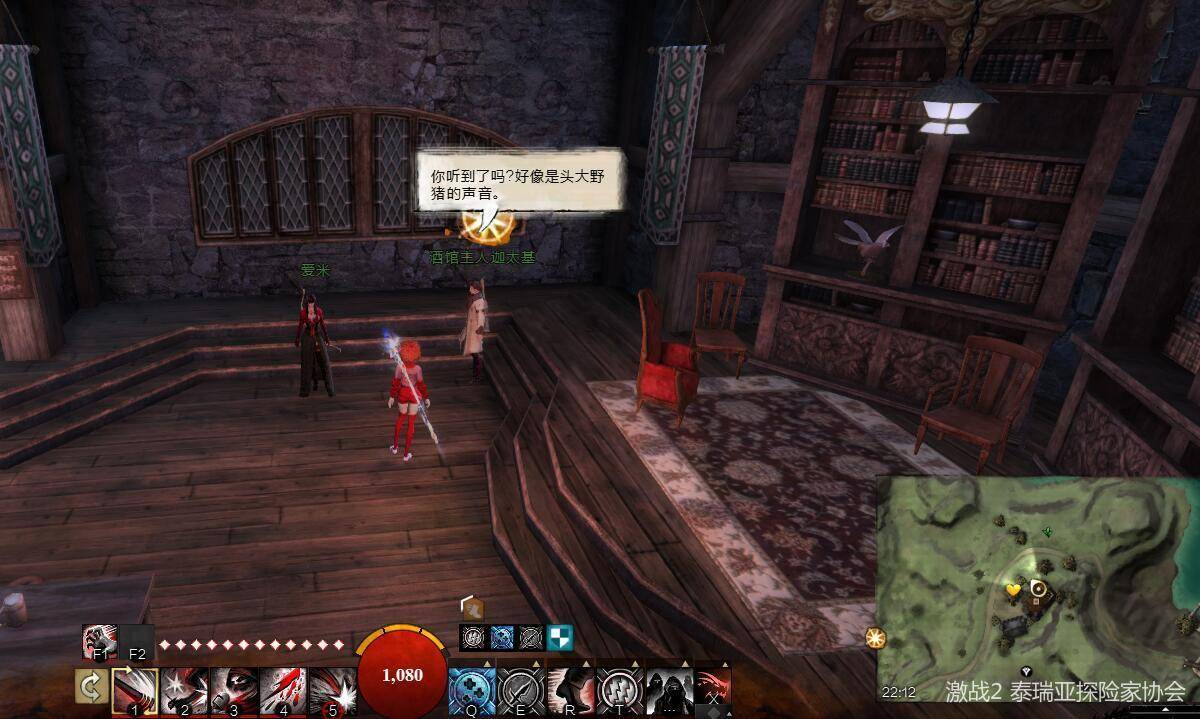 你听到了吗?好像是头大野
猪的声音。
酒馆主人迦太基
爱米
F1
F2
1,080
1
2
3
4
5
Q
E
R
T
22:12
激战2 泰瑞亚探险家协会